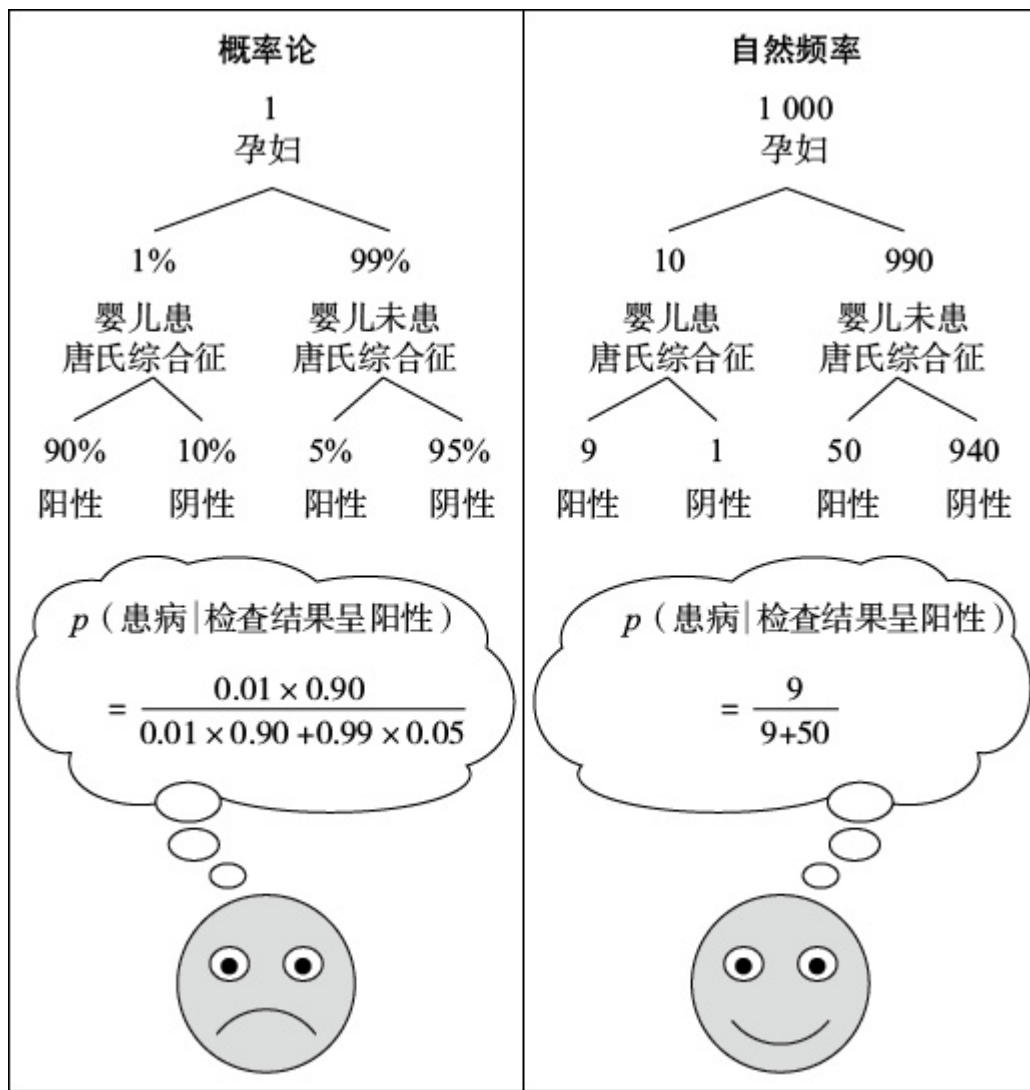 概率论
1
孕妇
1% 99%
婴儿患 婴儿未患
唐氏综合征 唐氏综合征
90% 10% 5% 95%
阳性 阴性 阳性 阴性
p（患病|检查结果呈阳性）
= 0.01 × 0.90
0.01 × 0.90 +0.99 × 0.05
自然频率
1 000
孕妇
10 990
婴儿患 婴儿未患
唐氏综合征 唐氏综合征
9 1 50 940
阳性 阴性 阳性 阴性
p（患病|检查结果呈阳性）
= 9
9+50